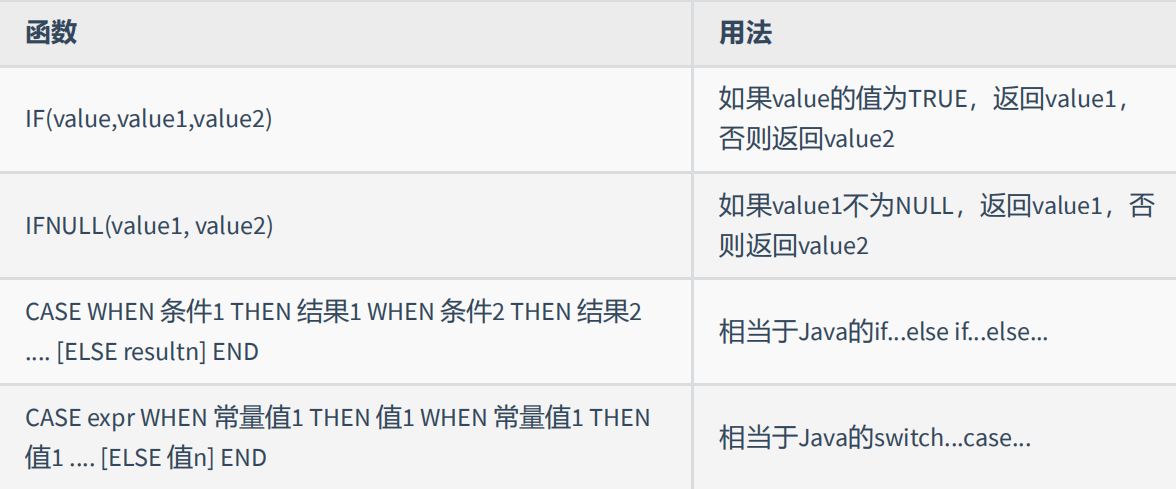 函数
用法
IF(value,value1,value2)
如果value的值为TRUE，返回value1，
否则返回value2
IFNULL(value1, value2)
如果value1不为NULL，返回value1，否
则返回value2
CASE WHEN 条件1 THEN 结果1 WHEN 条件2 THEN 结果2
.... [ELSE resultn] END
相当于Java的if...else if...else...
CASE expr WHEN 常量值1 THEN 值1 WHEN 常量值1 THEN
值1 .... [ELSE 值n] END
相当于Java的switch...case...